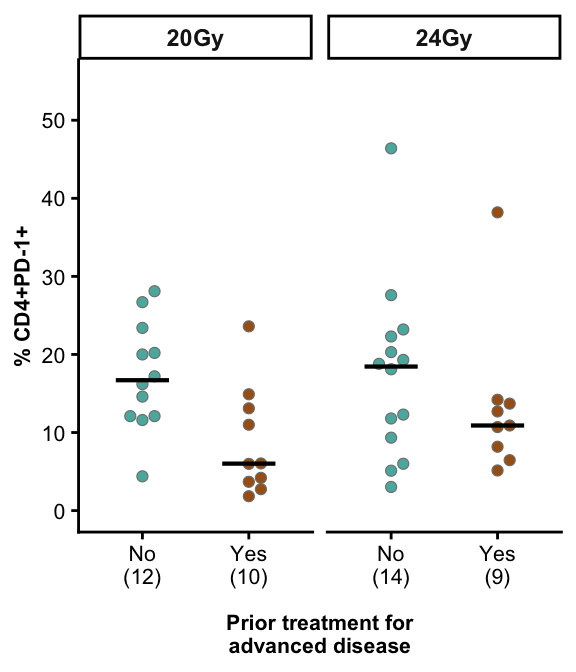 20Gy 24Gy
50
40
30
20
10
0
% CD4+PD-1+
No Yes No Yes
(12) (10) (14) (9)
Prior treatment for
advanced disease